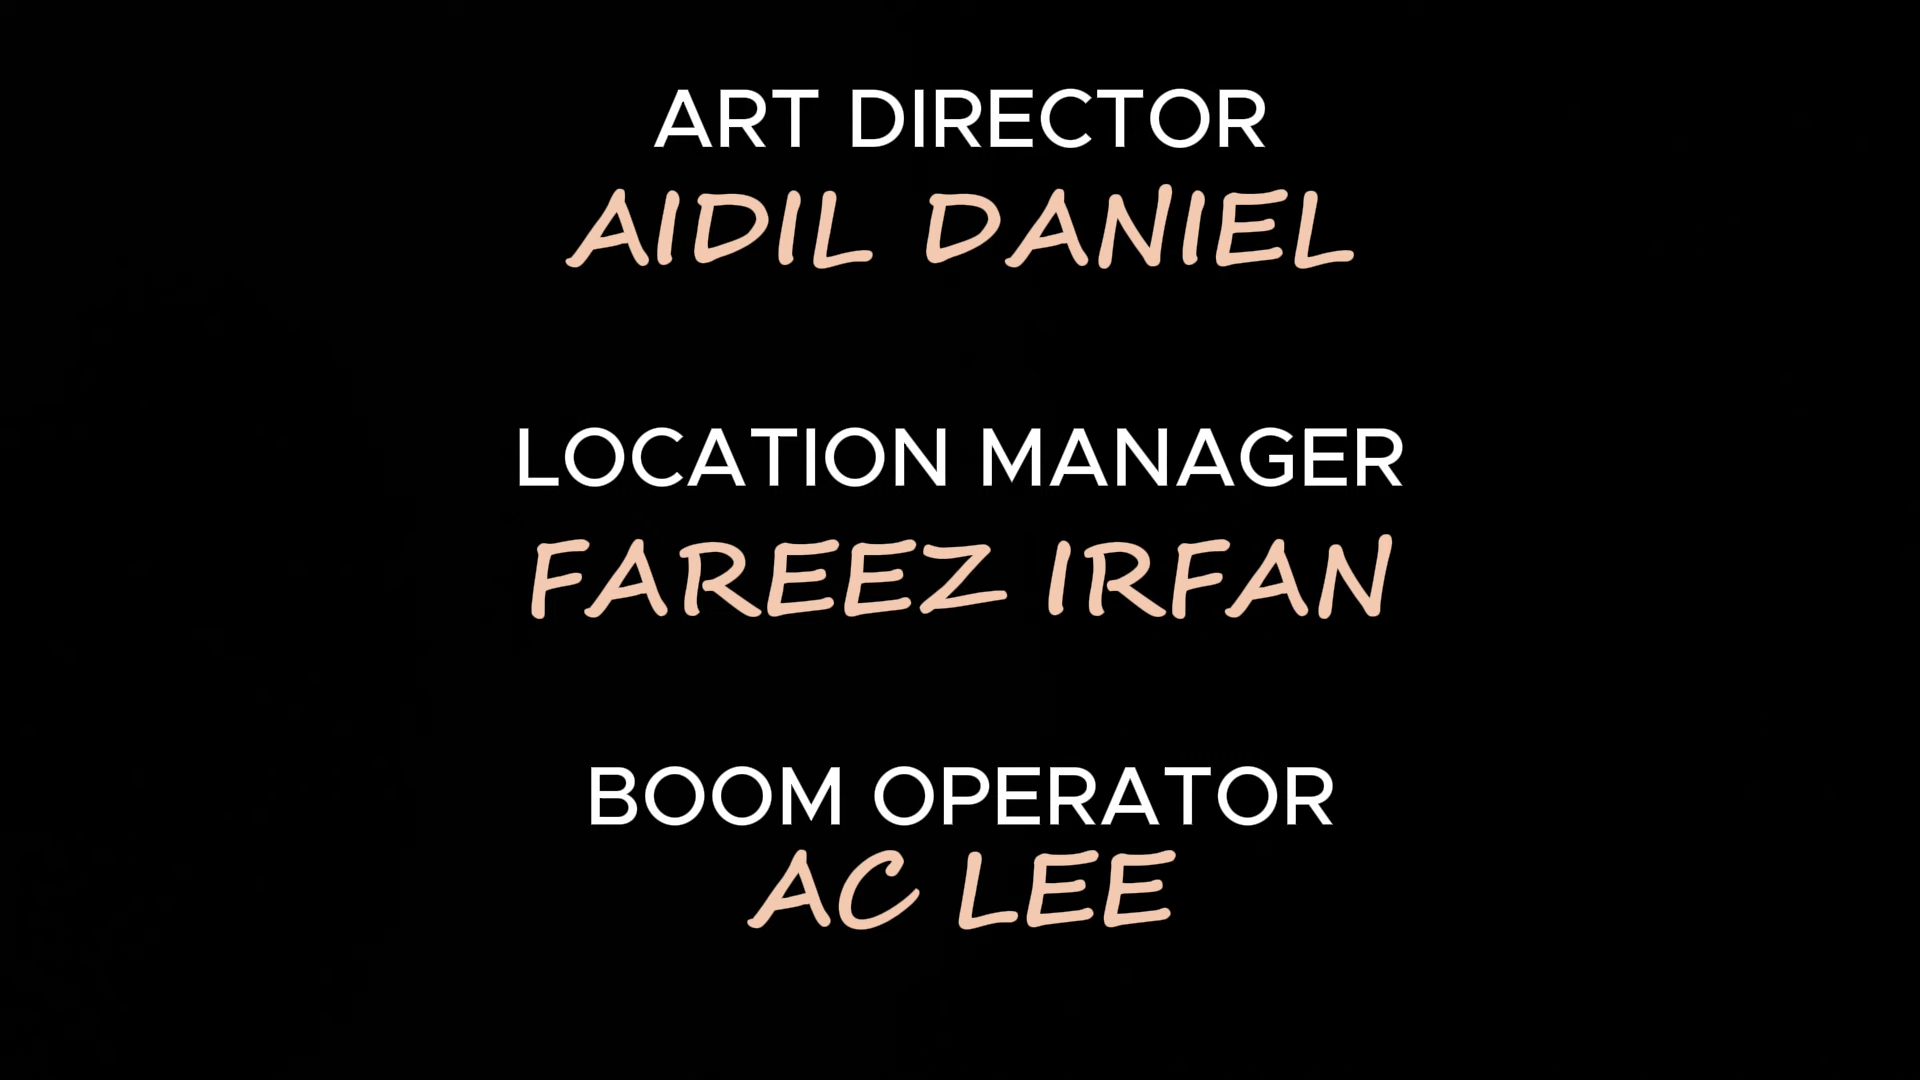 ART DIRECTOR
AIDIL DANIEL
LOCATION MANAGER
FAREEZ IRFAN
BOOM OPERATOR
AC LEE